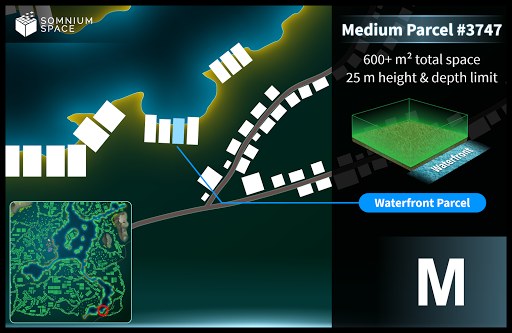 SOMNIUM
SPACE
Medium Parcel #3747
600+ m² total space
25 m height & depth limit
Waterfront
Waterfront Parcel
M